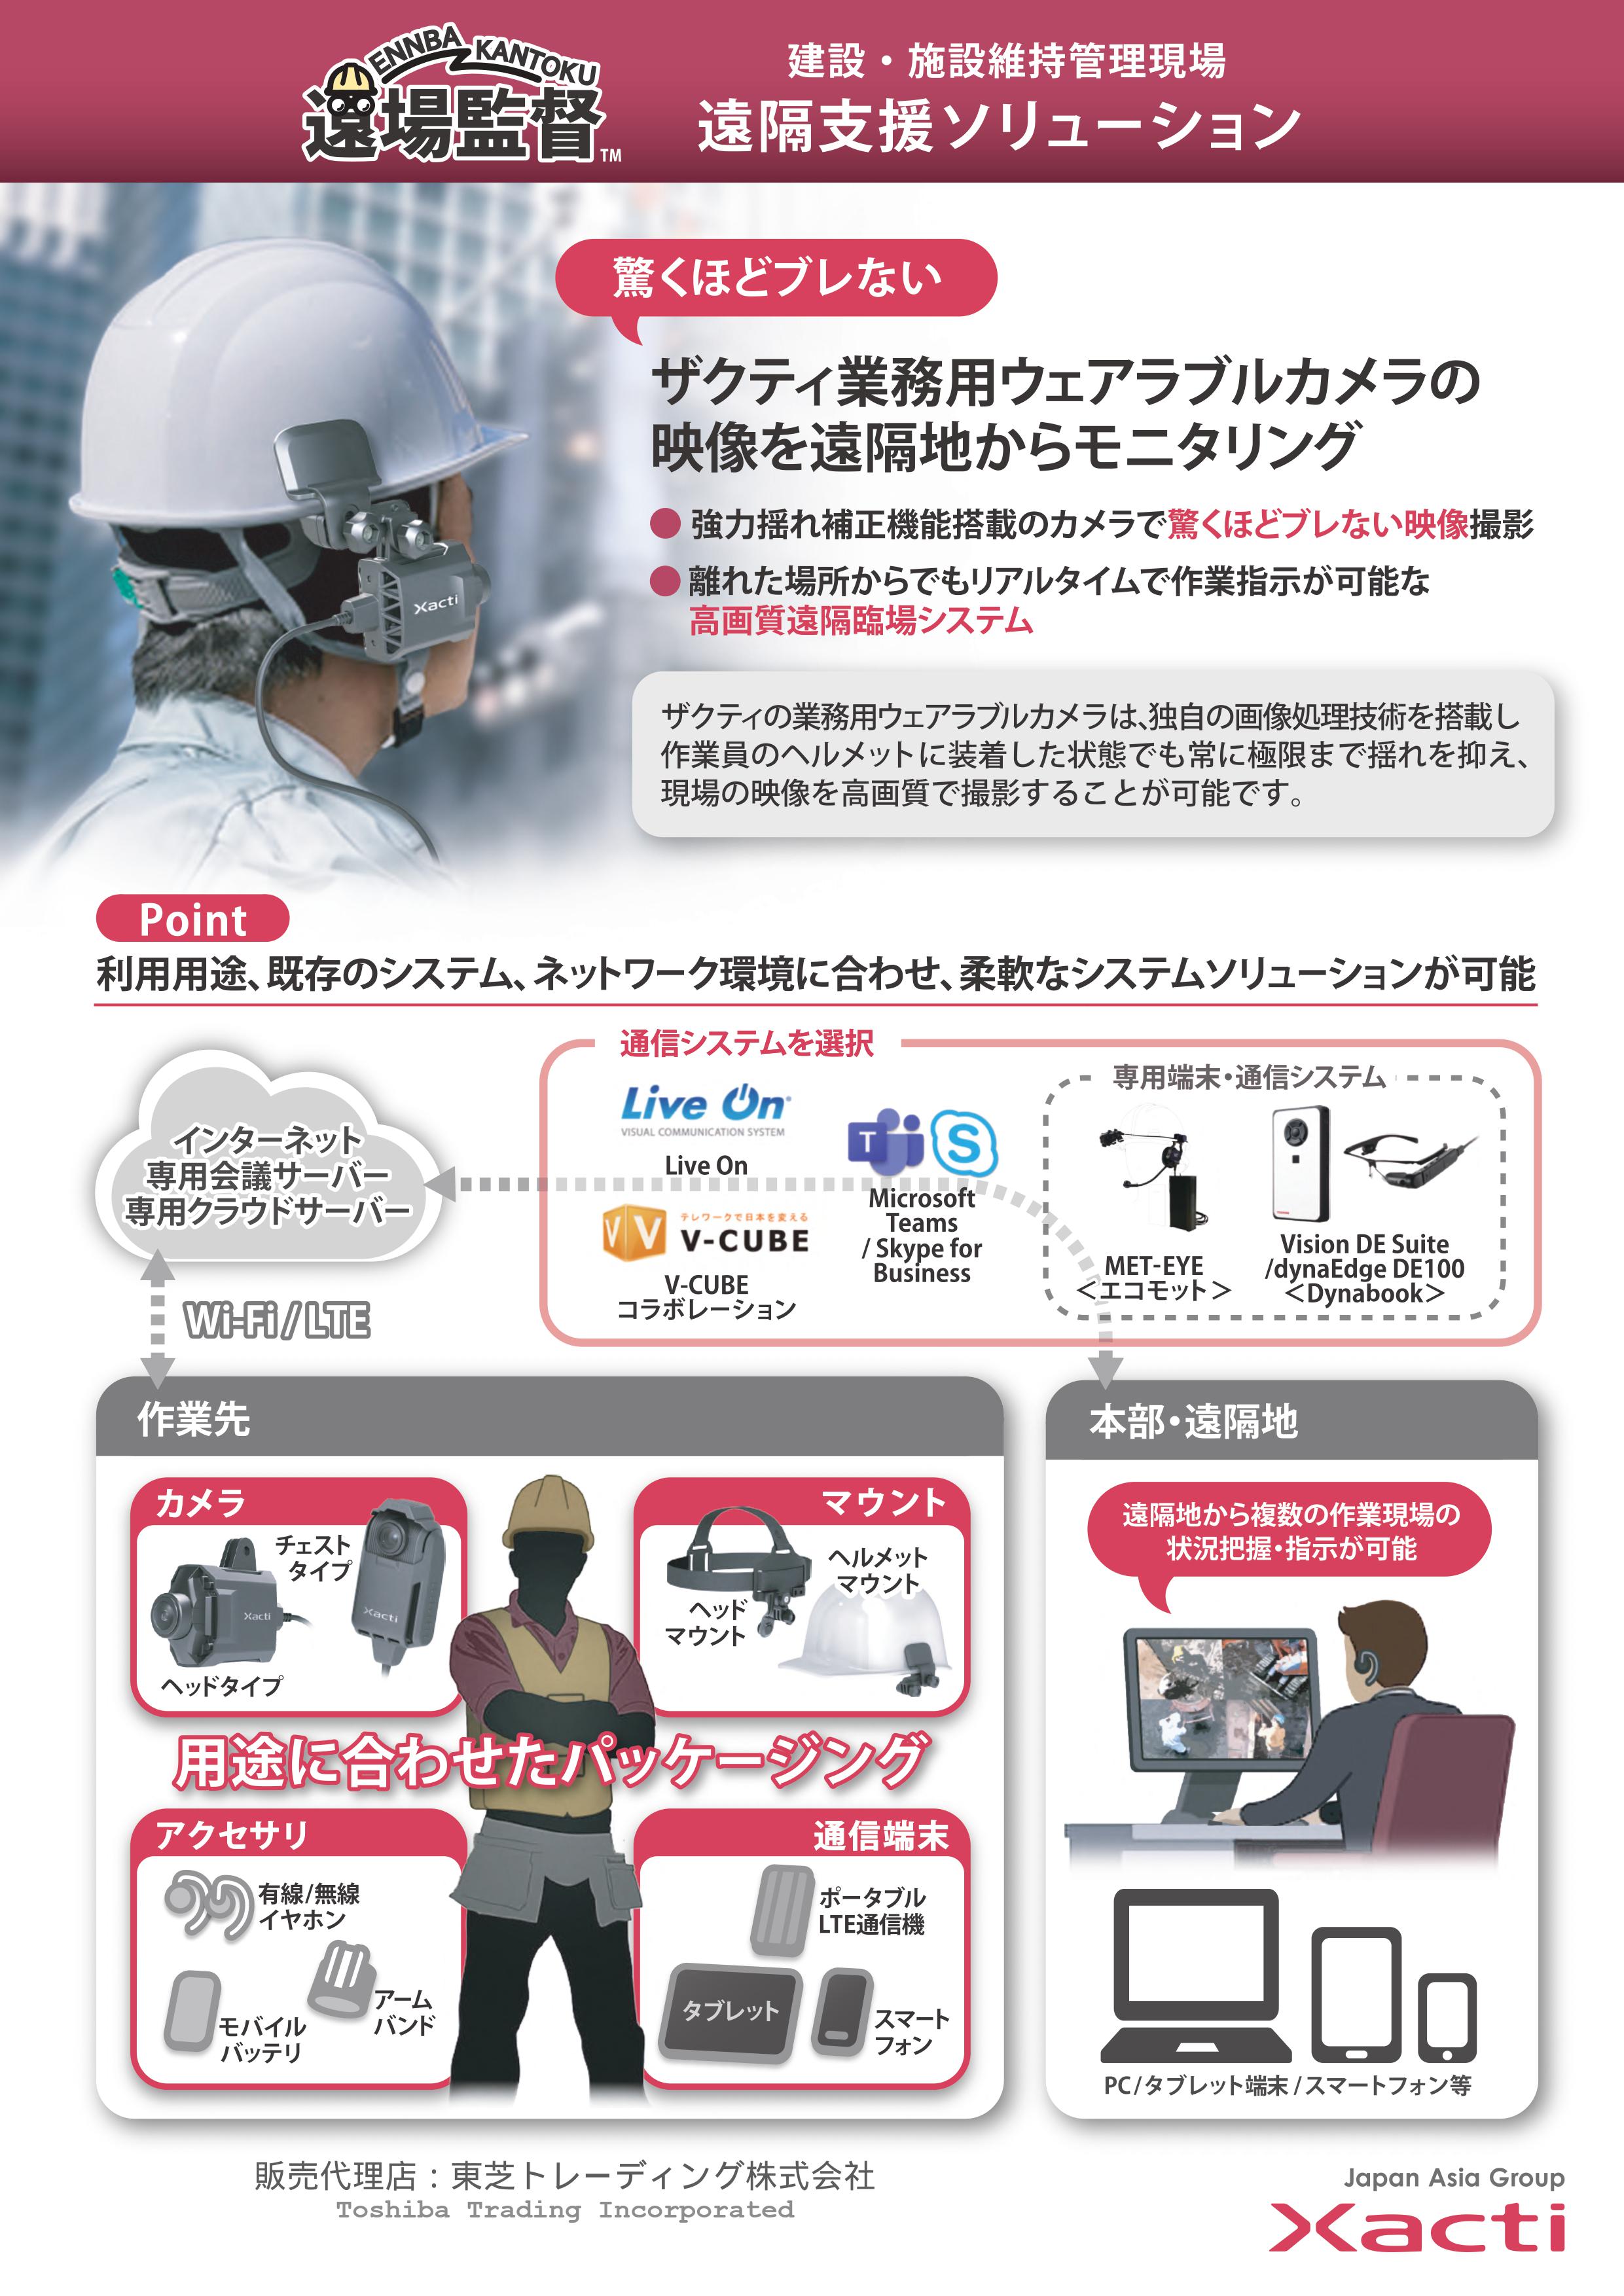 ENNBA KANTOKU
遠場監督TM
建設・施設維持管理現場
遠隔支援ソリューション
驚くほどブレない
ザクティ業務用ウェアラブルカメラの
映像を遠隔地からモニタリング
● 強力揺れ補正機能搭載のカメラで驚くほどブレない映像撮影
● 離れた場所からでもリアルタイムで作業指示が可能な
高画質遠隔臨場システム
Xacti
ザクティの業務用ウェアラブルカメラは、独自の画像処理技術を搭載し
作業員のヘルメットに装着した状態でも常に極限まで揺れを抑え、
現場の映像を高画質で撮影することが可能です。
Point
利用用途、既存のシステム、ネットワーク環境に合わせ、柔軟なシステムソリューションが可能
インターネット
専用会議サーバー
専用クラウドサーバー
Wi-Fi/LTE
通信システムを選択
Live On
VISUAL COMMUNICATION SYSTEM
Live On
テレワークで日本を変える
V-CUBE
V-CUBE
コラボレーション
T
S
Microsoft
Teams
/ Skype for
Business
専用端末・通信システム
MET-EYE
＜エコモット＞
Vision DE Suite
/dynaEdge DE100
＜Dynabook＞
作業先
カメラ
チェスト
タイプ
Xacti
Xacti
ヘッドタイプ
マウント
ヘルメット
マウント
ヘッド
マウント
用途に合わせたパッケージング
アクセサリ
有線/無線
イヤホン
アーム
バンド
モバイル
バッテリ
通信端末
ポータブル
LTE通信機
タブレット
スマート
フォン
本部・遠隔地
遠隔地から複数の作業現場の
状況把握・指示が可能
PC/タブレット端末/スマートフォン等
販売代理店：東芝トレーディング株式会社
Toshiba Trading Incorporated
Japan Asia Group
Xacti